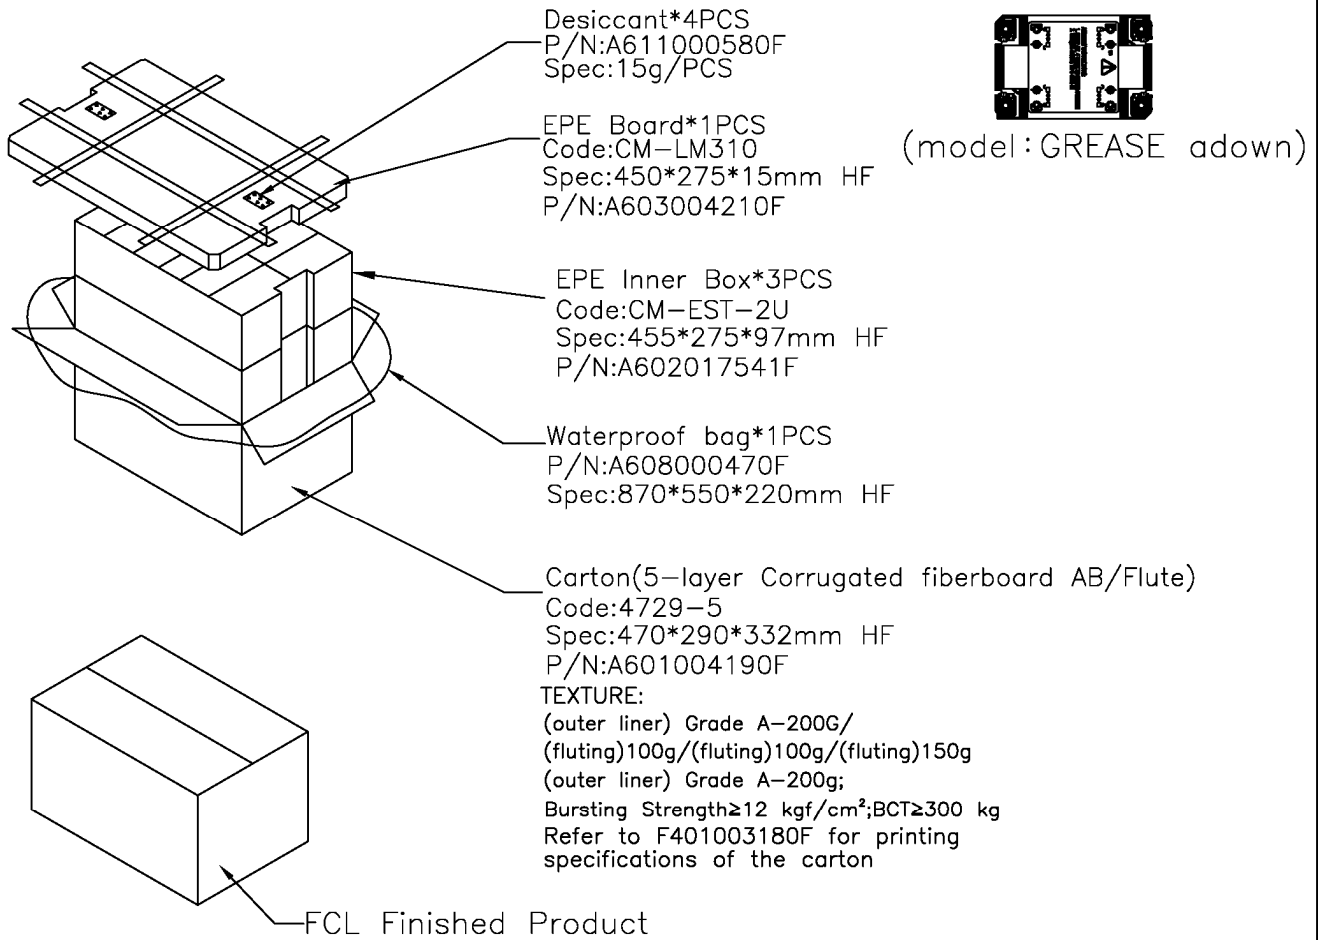 Desiccant*4PCS
P/N:A611000580F
Spec:15g/PCS
(model:GREASE adown)
EPE Board*1PCS
Code:CM-LM310
Spec:450*275*15mm HF
P/N:A603004210F
EPE Inner Box*3PCS
Code:CM-EST-2U
Spec:455*275*97mm HF
P/N:A602017541F
Waterproof bag*1PCS
P/N:A608000470F
Spec:870*550*220mm HF
Carton(5-layer Corrugated fiberboard AB/Flute)
Code:4729-5
Spec:470*290*332mm HF
P/N:A601004190F
TEXTURE:
(outer liner) Grade A-200G/
(fluting)100g/(fluting)100g/(fluting)150g
(outer liner) Grade A-200g;
Bursting Strength≥12 kgf/cm²;BCT≥300 kg
Refer to F401003180F for printing
specifications of the carton
FCL Finished Product